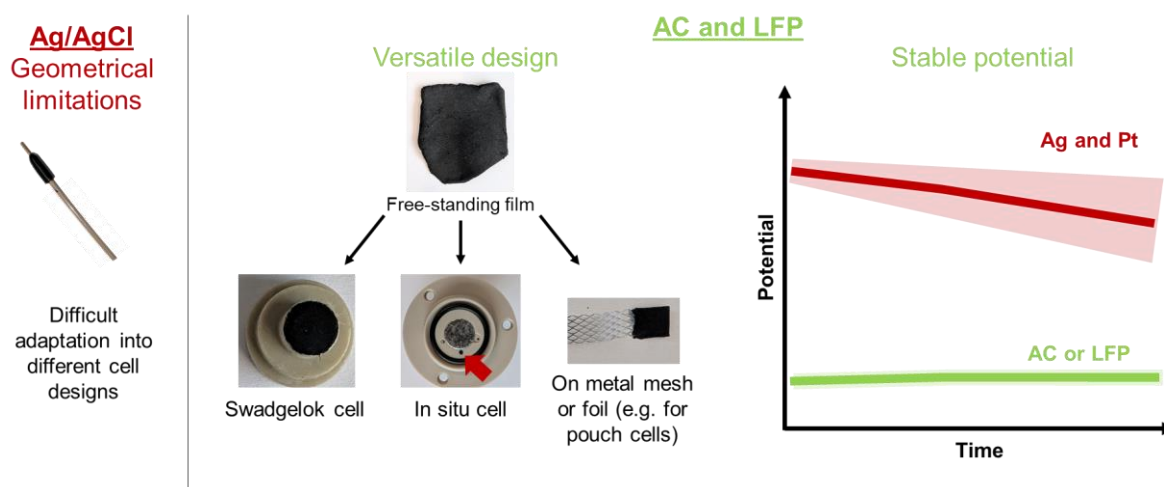 Ag/AgCl
Geometrical
limitations
Difficult
adaptation into
different cell
designs
AC and LFP
Versatile design
Free-standing film
Swadgelok cell
In situ cell
On metal mesh
or foil (e.g. for
pouch cells)
Stable potential
Potential
Ag and Pt
AC or LFP
Time